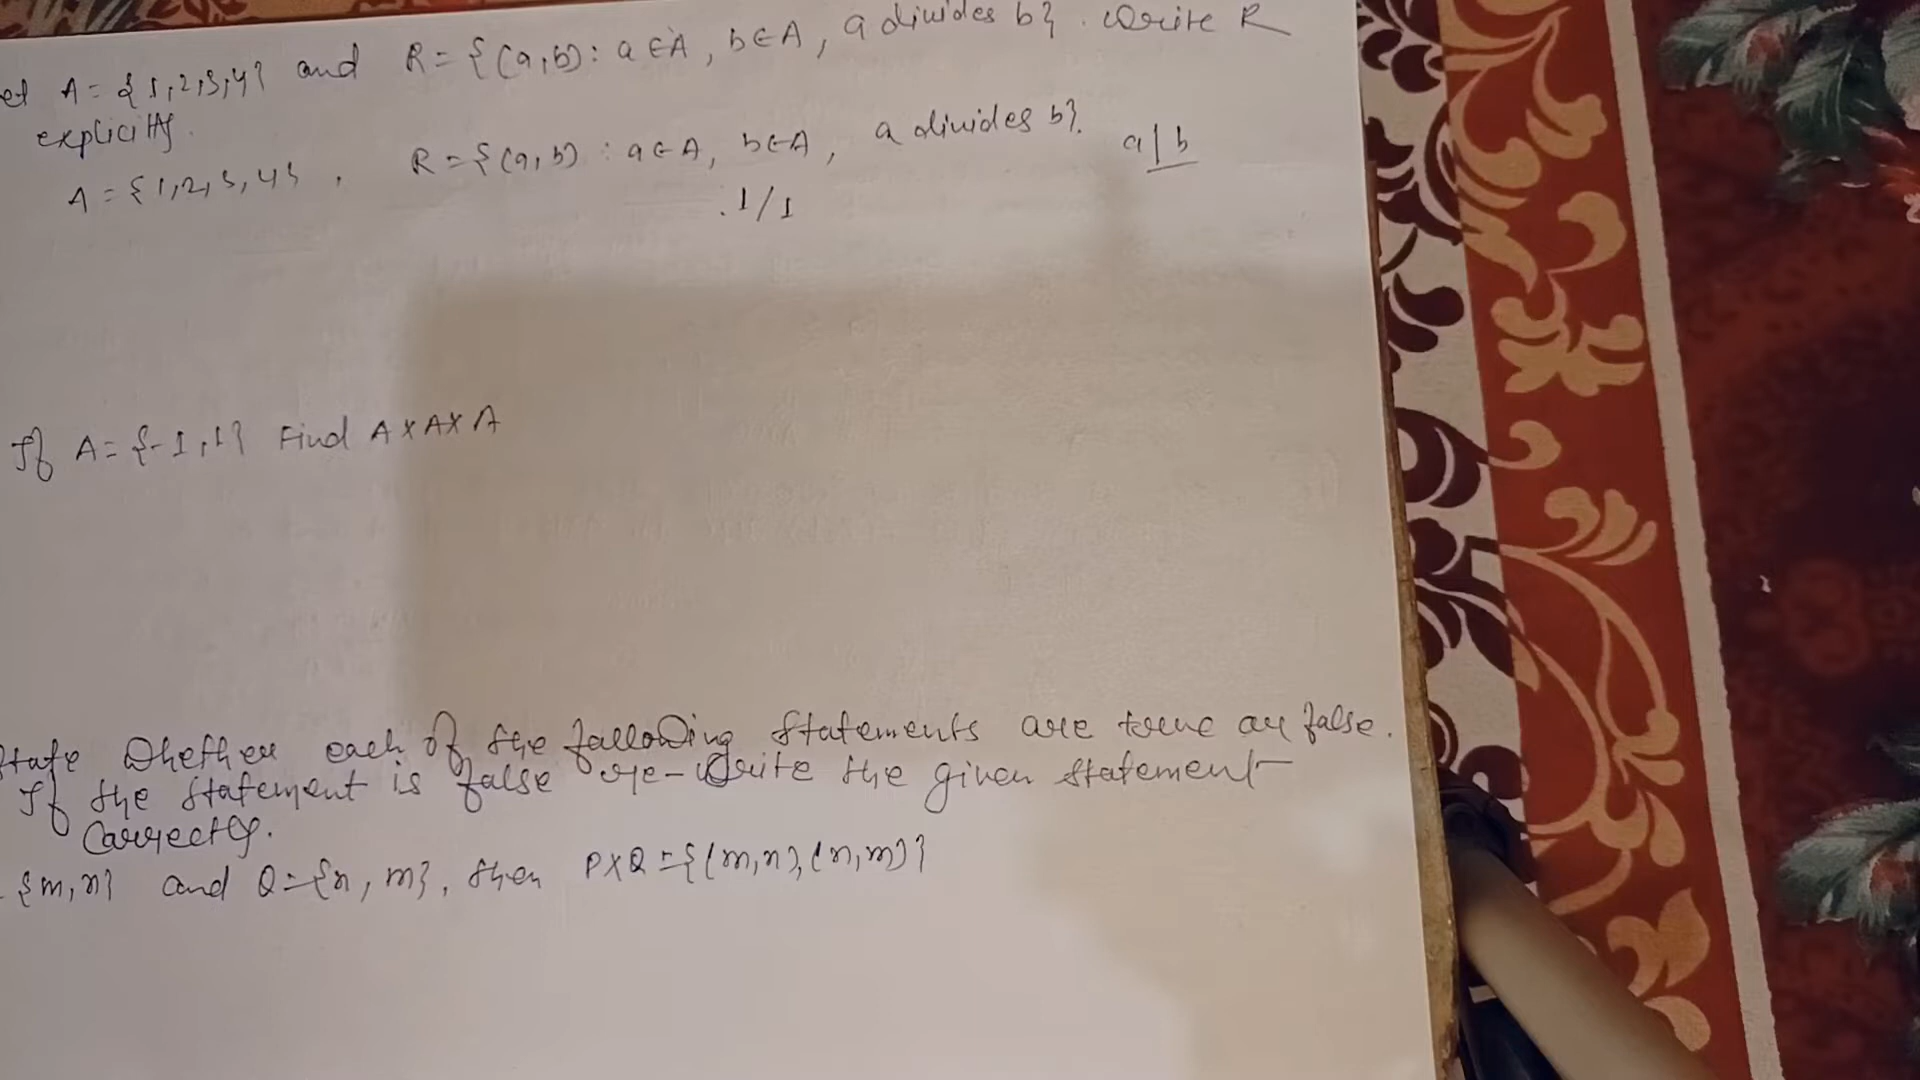 et A = {1,2,3,4} and R = {(a,b): a ∈ A, b ∈ A, a divides b}. Write R
explicitly.
A = {1,2,3,4}, R = {(a,b) : a ∈ A, b ∈ A, a divides b}. a|b
.1/1
If A = {-1,1} Find A×A×A
State whether each of the following statements are true or false.
If the statement is false re-write the given statement
correctly.
{m,n} and Q = {n,m}, then P×Q = {(m,n),(n,m)}